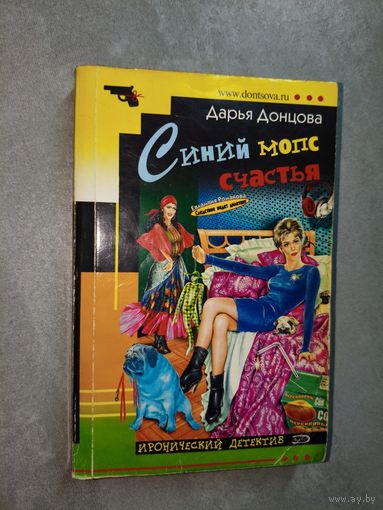 www.dontsova.ru
Дарья Донцова
Синий мопс
счастья
Евлампия Романова
Следствие ведет дилетант
ИРОНИЧЕСКИЙ ДЕТЕКТИВ
www.ay.by